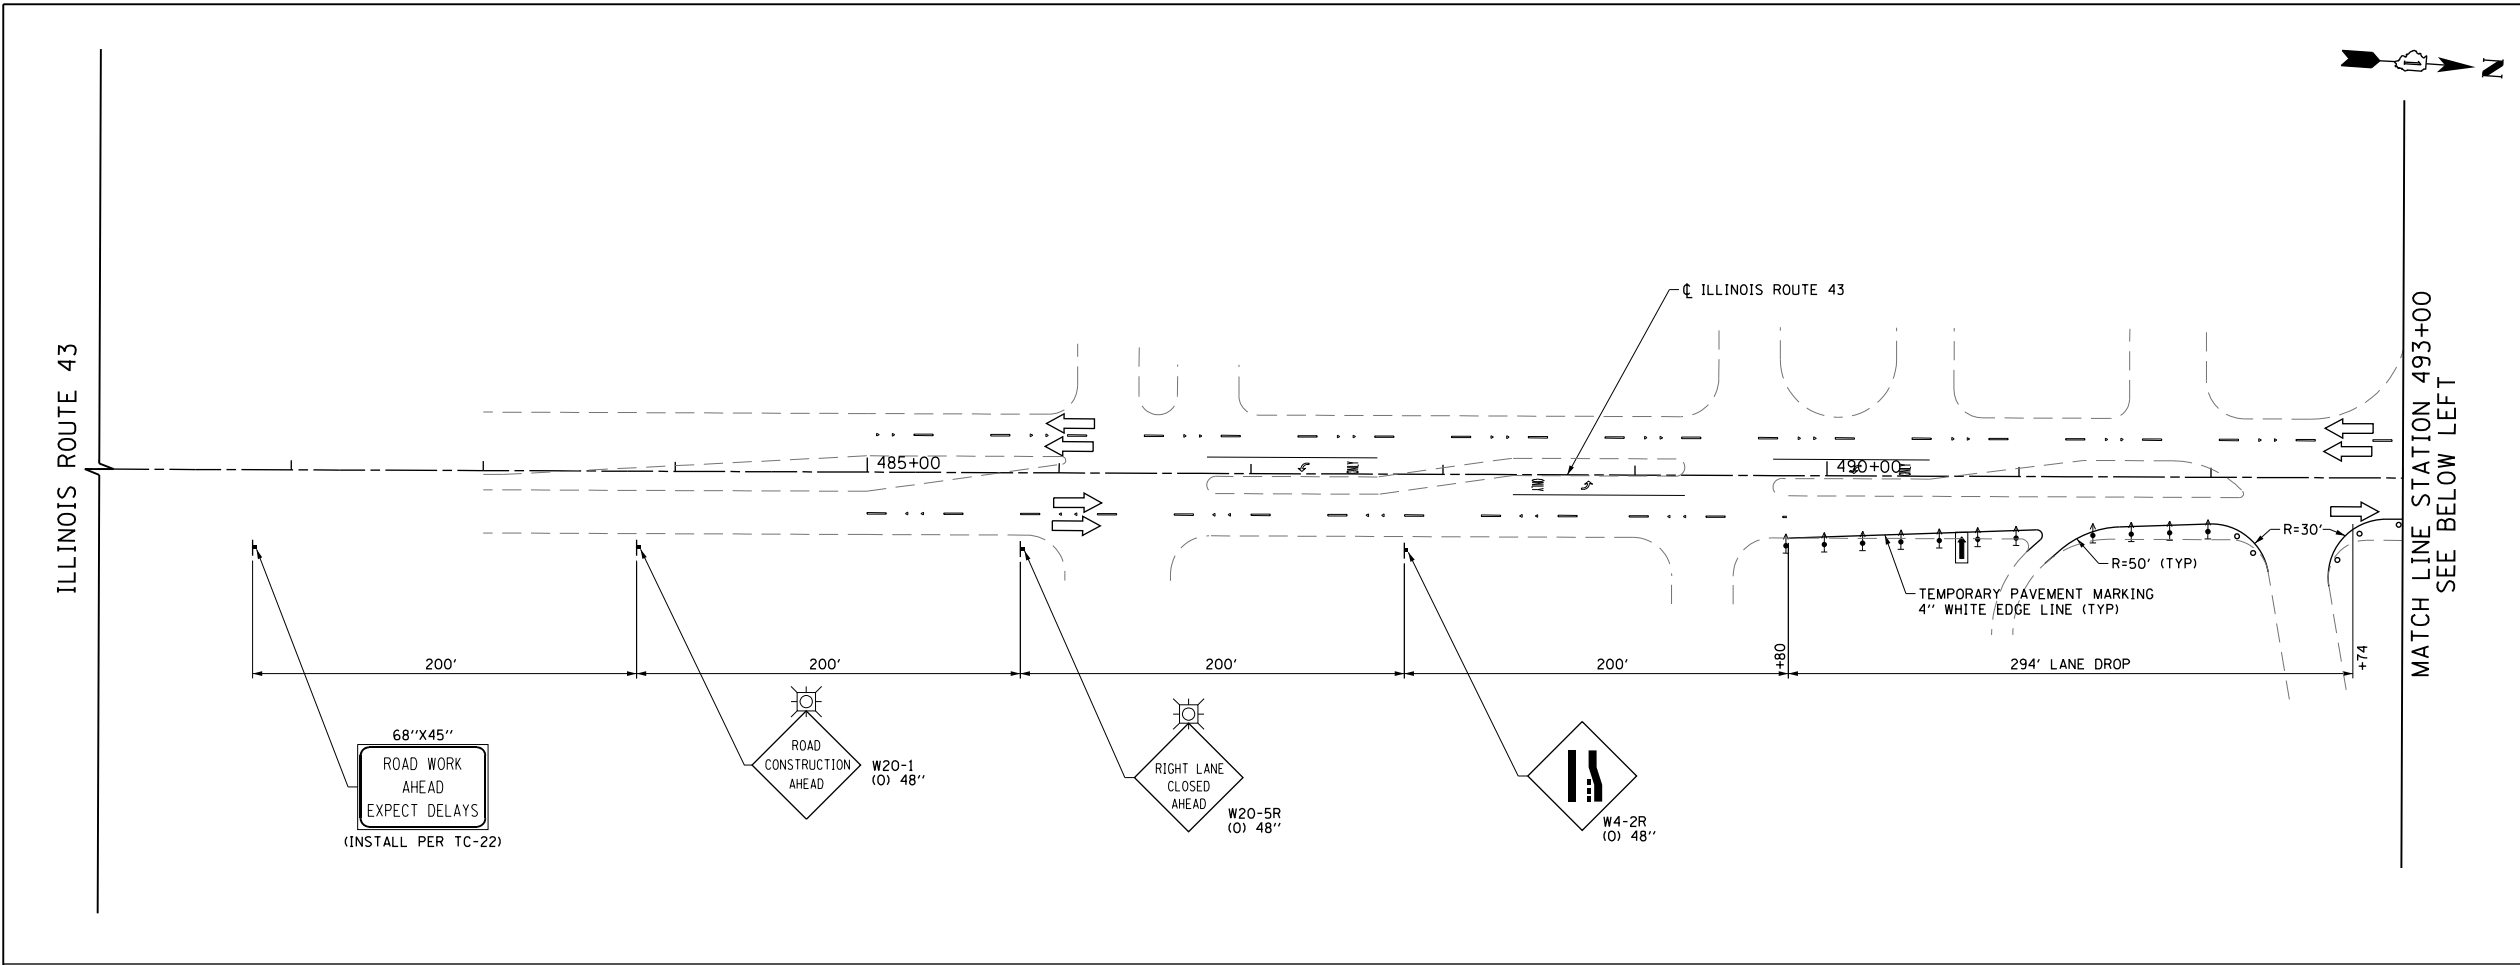 N
ILLINOIS ROUTE 43
℄ ILLINOIS ROUTE 43
485+00
490+00
ONLY
ONLY
ONLY
R=30'
R=50' (TYP)
TEMPORARY PAVEMENT MARKING
4'' WHITE EDGE LINE (TYP)
MATCH LINE STATION 493+00
SEE BELOW LEFT
200'
200'
200'
200'
+80
294' LANE DROP
+74
68''X45''
ROAD WORK
AHEAD
EXPECT DELAYS
(INSTALL PER TC-22)
ROAD
CONSTRUCTION
AHEAD
W20-1
(O) 48''
RIGHT LANE
CLOSED
AHEAD
W20-5R
(O) 48''
W4-2R
(O) 48''